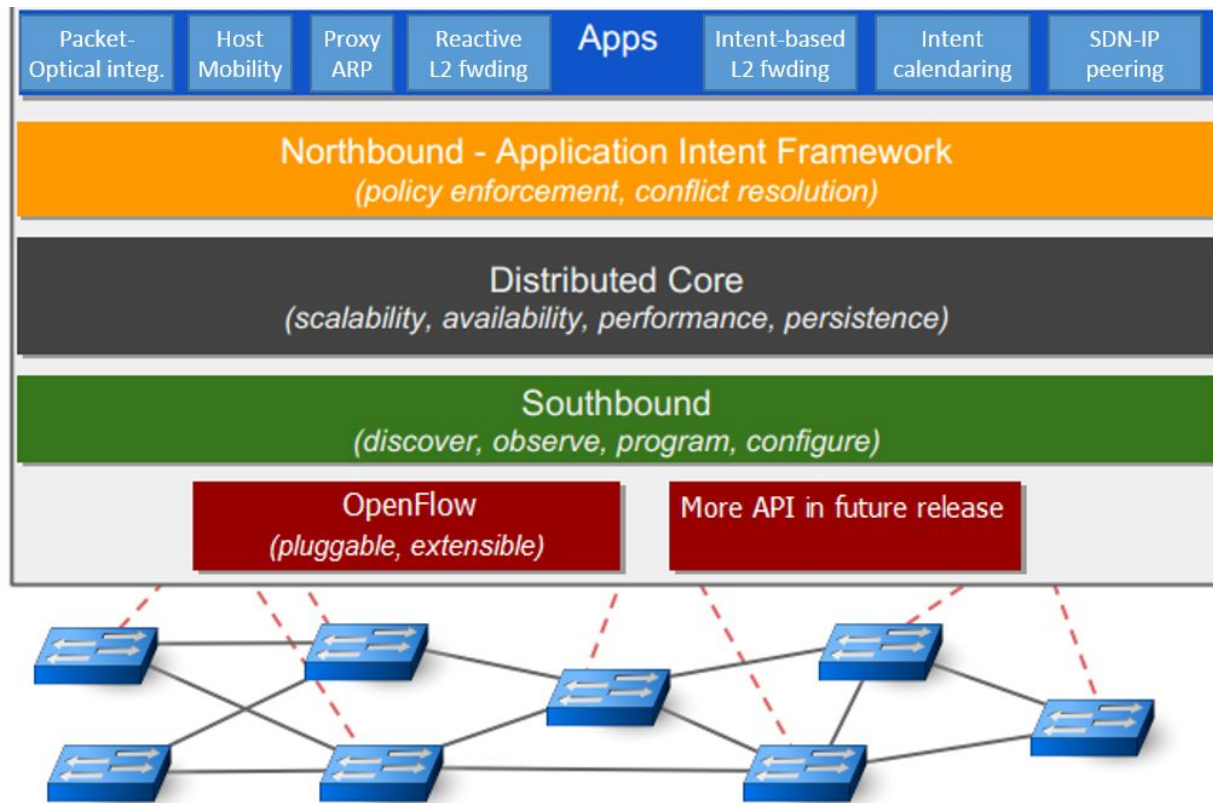 Packet-
Optical integ.
Host
Mobility
Proxy
ARP
Reactive
L2 fwding
Apps
Intent-based
L2 fwding
Intent
calendaring
SDN-IP
peering
Northbound - Application Intent Framework
(policy enforcement, conflict resolution)
Distributed Core
(scalability, availability, performance, persistence)
Southbound
(discover, observe, program, configure)
OpenFlow
(pluggable, extensible)
More API in future release